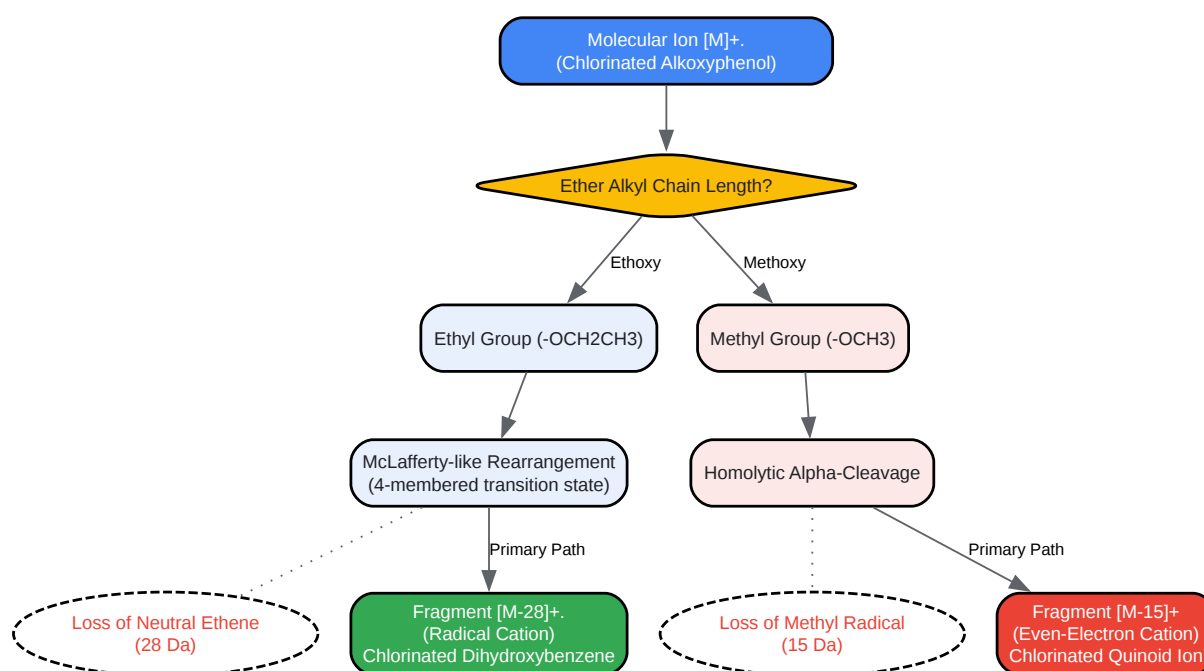 Molecular Ion [M]+.
(Chlorinated Alkoxyphenol)
Ether Alkyl Chain Length?
Ethoxy
Methoxy
Ethyl Group (-OCH2CH3)
Methyl Group (-OCH3)
McLafferty-like Rearrangement
(4-membered transition state)
Homolytic Alpha-Cleavage
Primary Path
Primary Path
Loss of Neutral Ethene
(28 Da)
Fragment [M-28]+.
(Radical Cation)
Chlorinated Dihydroxybenzene
Loss of Methyl Radical
(15 Da)
Fragment [M-15]+
(Even-Electron Cation)
Chlorinated Quinoid Ion